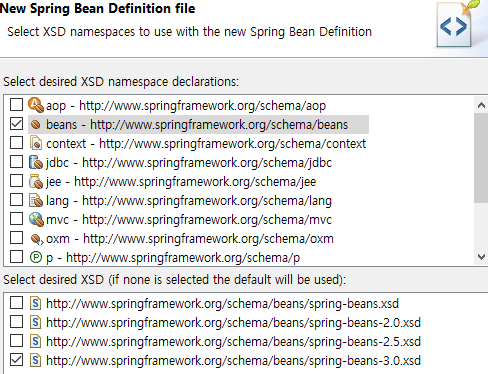 New Spring Bean Definition file
Select XSD namespaces to use with the new Spring Bean Definition
Select desired XSD namespace declarations:
aop - http://www.springframework.org/schema/aop
beans - http://www.springframework.org/schema/beans
context - http://www.springframework.org/schema/context
jdbc - http://www.springframework.org/schema/jdbc
jee - http://www.springframework.org/schema/jee
lang - http://www.springframework.org/schema/lang
mvc - http://www.springframework.org/schema/mvc
oxm - http://www.springframework.org/schema/oxm
p - http://www.springframework.org/schema/p
Select desired XSD (if none is selected the default will be used):
http://www.springframework.org/schema/beans/spring-beans.xsd
http://www.springframework.org/schema/beans/spring-beans-2.0.xsd
http://www.springframework.org/schema/beans/spring-beans-2.5.xsd
http://www.springframework.org/schema/beans/spring-beans-3.0.xsd